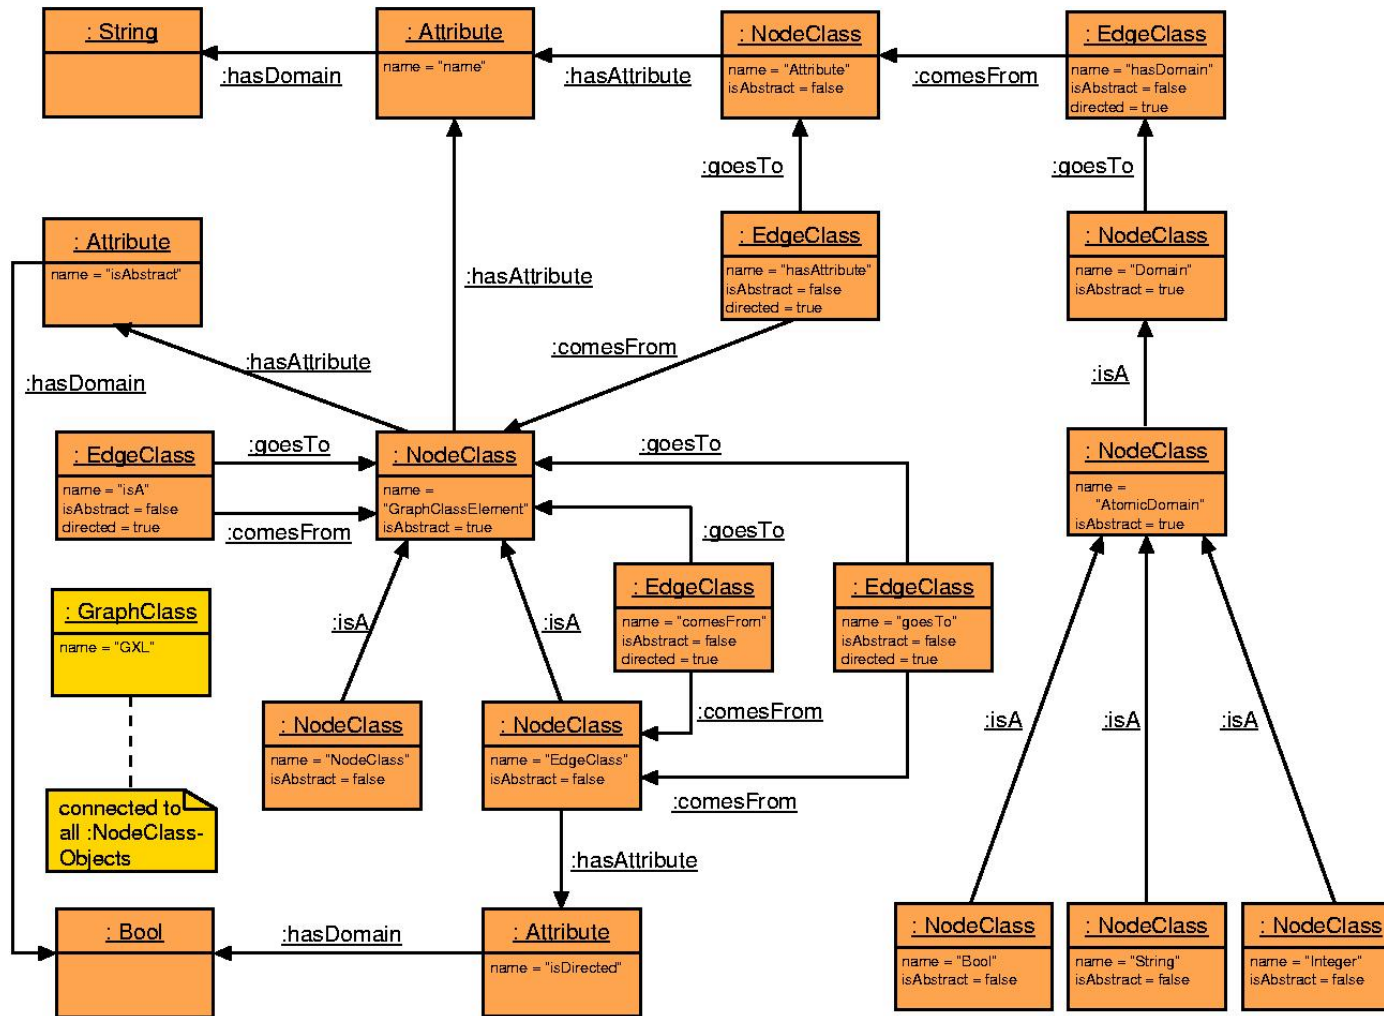 : String
:hasDomain
: Attribute
name = "name"
:hasAttribute
: NodeClass
name = "Attribute"
isAbstract = false
:comesFrom
: EdgeClass
name = "hasDomain"
isAbstract = false
directed = true
:goesTo
:goesTo
: Attribute
name = "isAbstract"
:hasAttribute
: EdgeClass
name = "hasAttribute"
isAbstract = false
directed = true
: NodeClass
name = "Domain"
isAbstract = true
:hasDomain
:hasAttribute
:comesFrom
:isA
: EdgeClass
name = "isA"
isAbstract = false
directed = true
:goesTo
:comesFrom
: NodeClass
name =
"GraphClassElement"
isAbstract = true
:goesTo
:goesTo
: NodeClass
name =
"AtomicDomain"
isAbstract = true
: GraphClass
name = "GXL"
:isA
:isA
: EdgeClass
name = "comesFrom"
isAbstract = false
directed = true
: EdgeClass
name = "goesTo"
isAbstract = false
directed = true
: NodeClass
name = "NodeClass"
isAbstract = false
: NodeClass
name = "EdgeClass"
isAbstract = false
:comesFrom
:comesFrom
:isA
:isA
:isA
connected to
all :NodeClass-
Objects
:hasAttribute
: Bool
:hasDomain
: Attribute
name = "isDirected"
: NodeClass
name = "Bool"
isAbstract = false
: NodeClass
name = "String"
isAbstract = false
: NodeClass
name = "Integer"
isAbstract = false